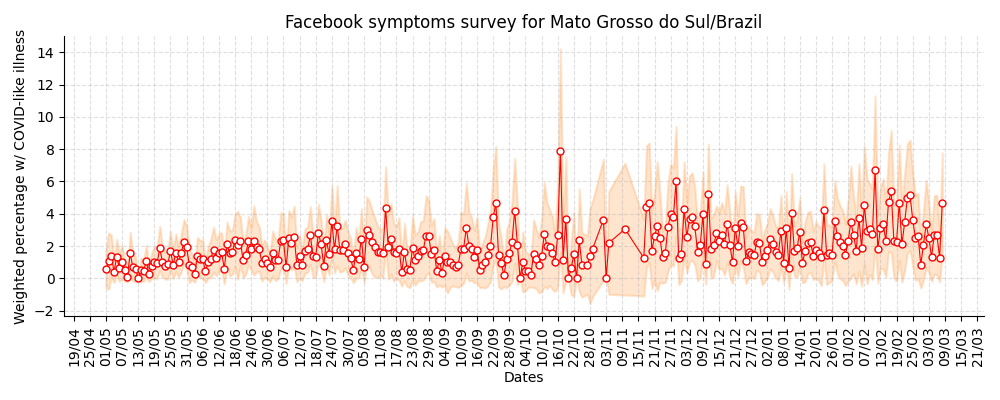 Facebook symptoms survey for Mato Grosso do Sul/Brazil
Weighted percentage w/ COVID-like illness
14
12
10
8
6
4
2
0
−2
19/04 25/04 01/05 07/05 13/05 19/05 25/05 31/05 06/06 12/06 18/06 24/06 30/06 06/07 12/07 18/07 24/07 30/07 05/08 11/08 17/08 23/08 29/08 04/09 10/09 16/09 22/09 28/09 04/10 10/10 16/10 22/10 28/10 03/11 09/11 15/11 21/11 27/11 03/12 09/12 15/12 21/12 27/12 02/01 08/01 14/01 20/01 26/01 01/02 07/02 13/02 19/02 25/02 03/03 09/03 15/03 21/03
Dates